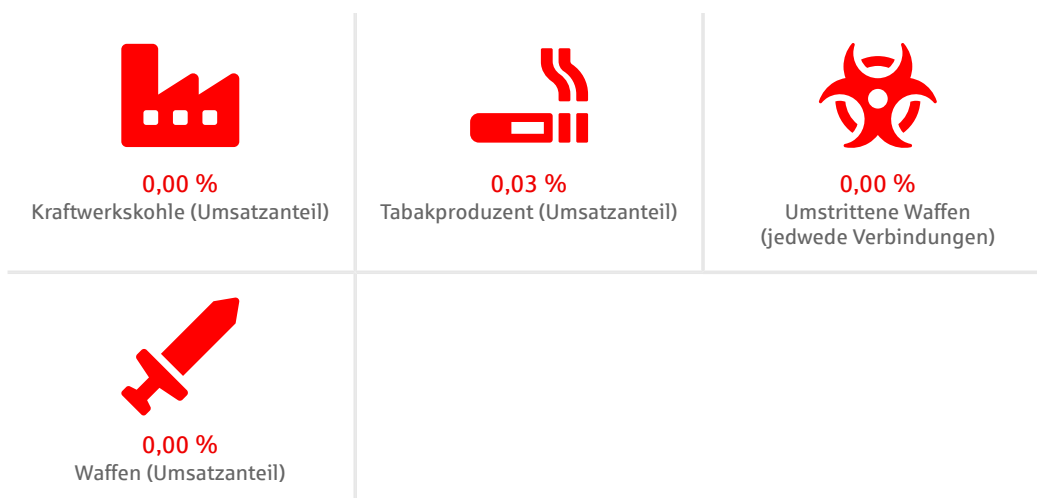 0,00 %
Kraftwerkskohle (Umsatzanteil)
0,03 %
Tabakproduzent (Umsatzanteil)
0,00 %
Umstrittene Waffen
(jedwede Verbindungen)
0,00 %
Waffen (Umsatzanteil)